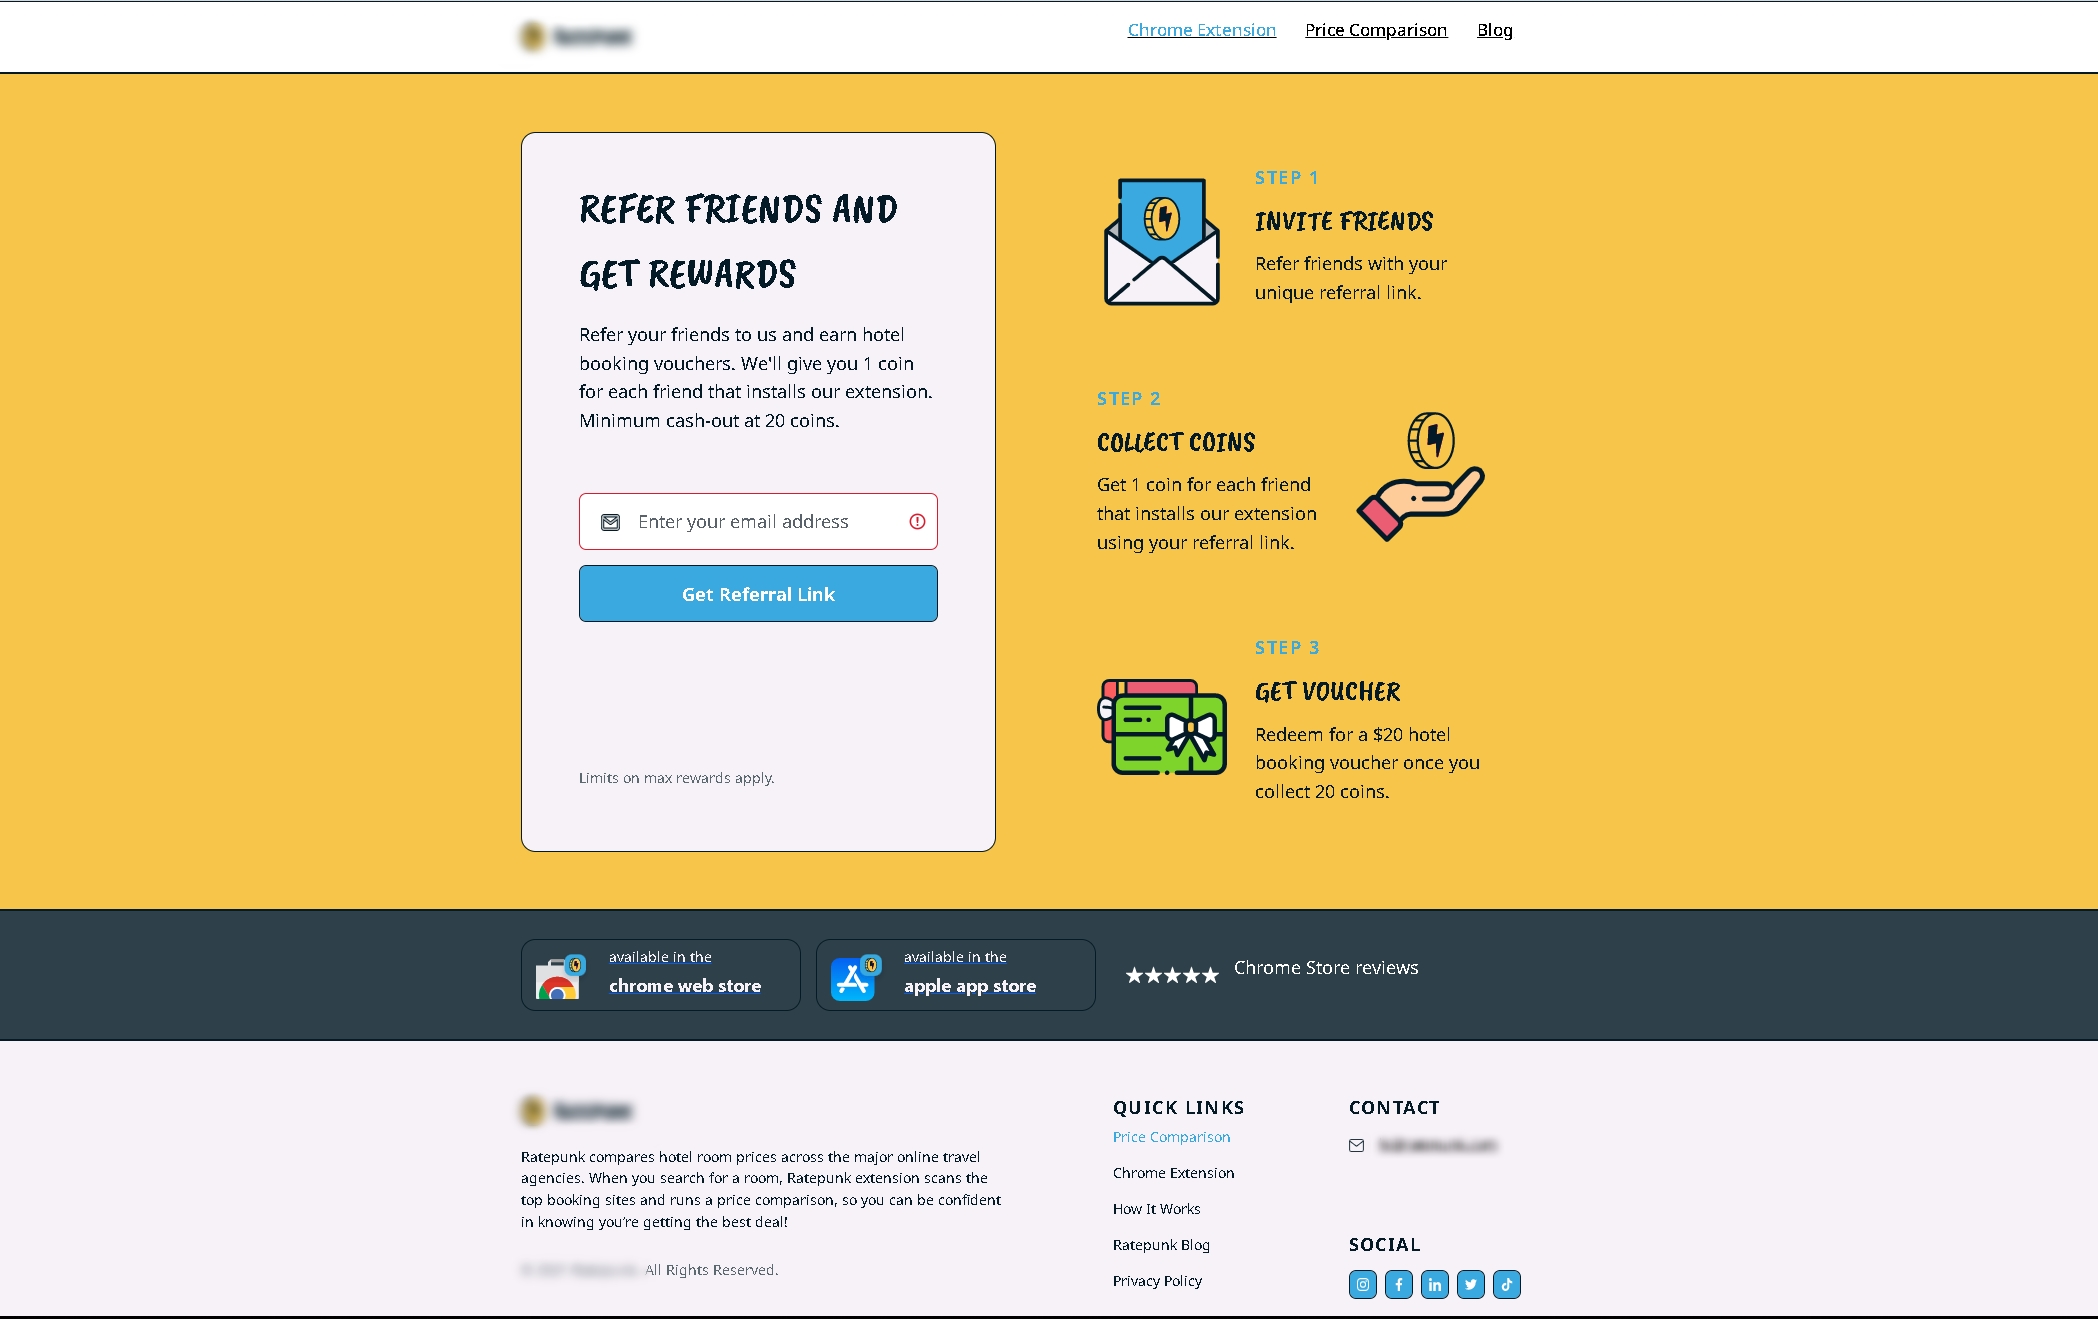 Chrome Extension
Price Comparison
Blog
REFER FRIENDS AND
GET REWARDS
Refer your friends to us and earn hotel
booking vouchers. We'll give you 1 coin
for each friend that installs our extension.
Minimum cash-out at 20 coins.
Enter your email address
Get Referral Link
Limits on max rewards apply.
STEP 1
INVITE FRIENDS
Refer friends with your
unique referral link.
STEP 2
COLLECT COINS
Get 1 coin for each friend
that installs our extension
using your referral link.
STEP 3
GET VOUCHER
Redeem for a $20 hotel
booking voucher once you
collect 20 coins.
available in the
chrome web store
available in the
apple app store
Chrome Store reviews
Ratepunk compares hotel room prices across the major online travel
agencies. When you search for a room, Ratepunk extension scans the
top booking sites and runs a price comparison, so you can be confident
in knowing you’re getting the best deal!
All Rights Reserved.
QUICK LINKS
Price Comparison
Chrome Extension
How It Works
Ratepunk Blog
Privacy Policy
CONTACT
SOCIAL